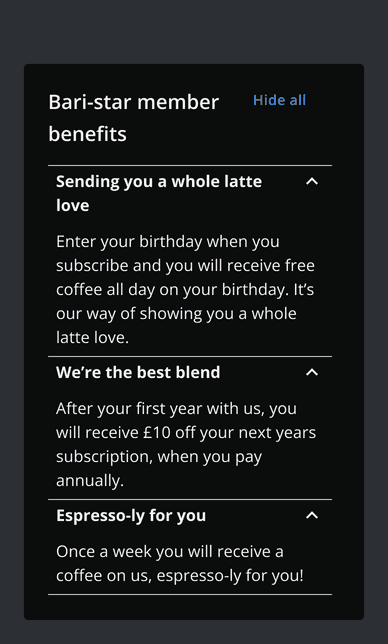 Bari-star member
benefits
Hide all
Sending you a whole latte
love
Enter your birthday when you
subscribe and you will receive free
coffee all day on your birthday. It’s
our way of showing you a whole
latte love.
We’re the best blend
After your first year with us, you
will receive £10 off your next years
subscription, when you pay
annually.
Espresso-ly for you
Once a week you will receive a
coffee on us, espresso-ly for you!